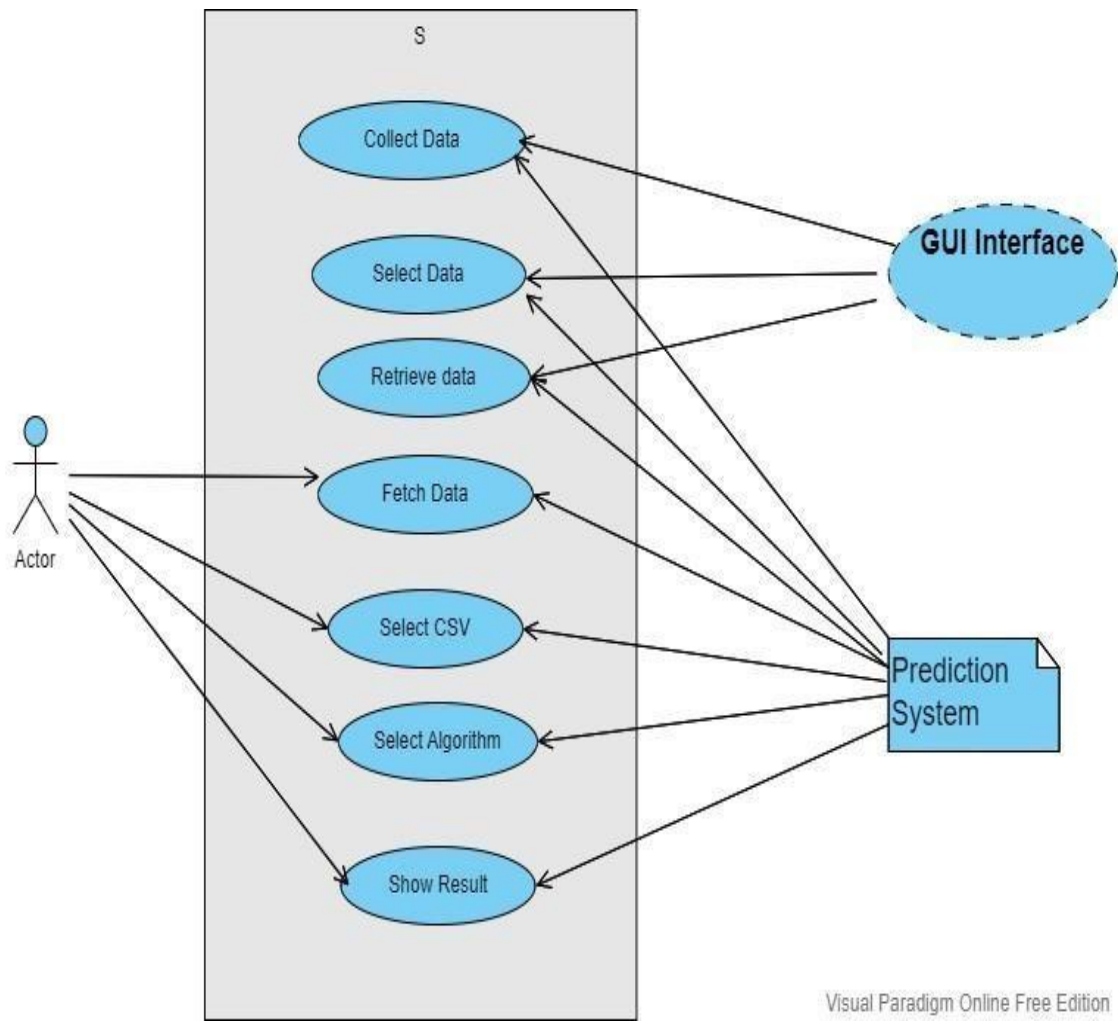 S
Collect Data
GUI Interface
Select Data
Retrieve data
Fetch Data
Actor
Select CSV
Prediction
System
Select Algorithm
Show Result
Visual Paradigm Online Free Edition